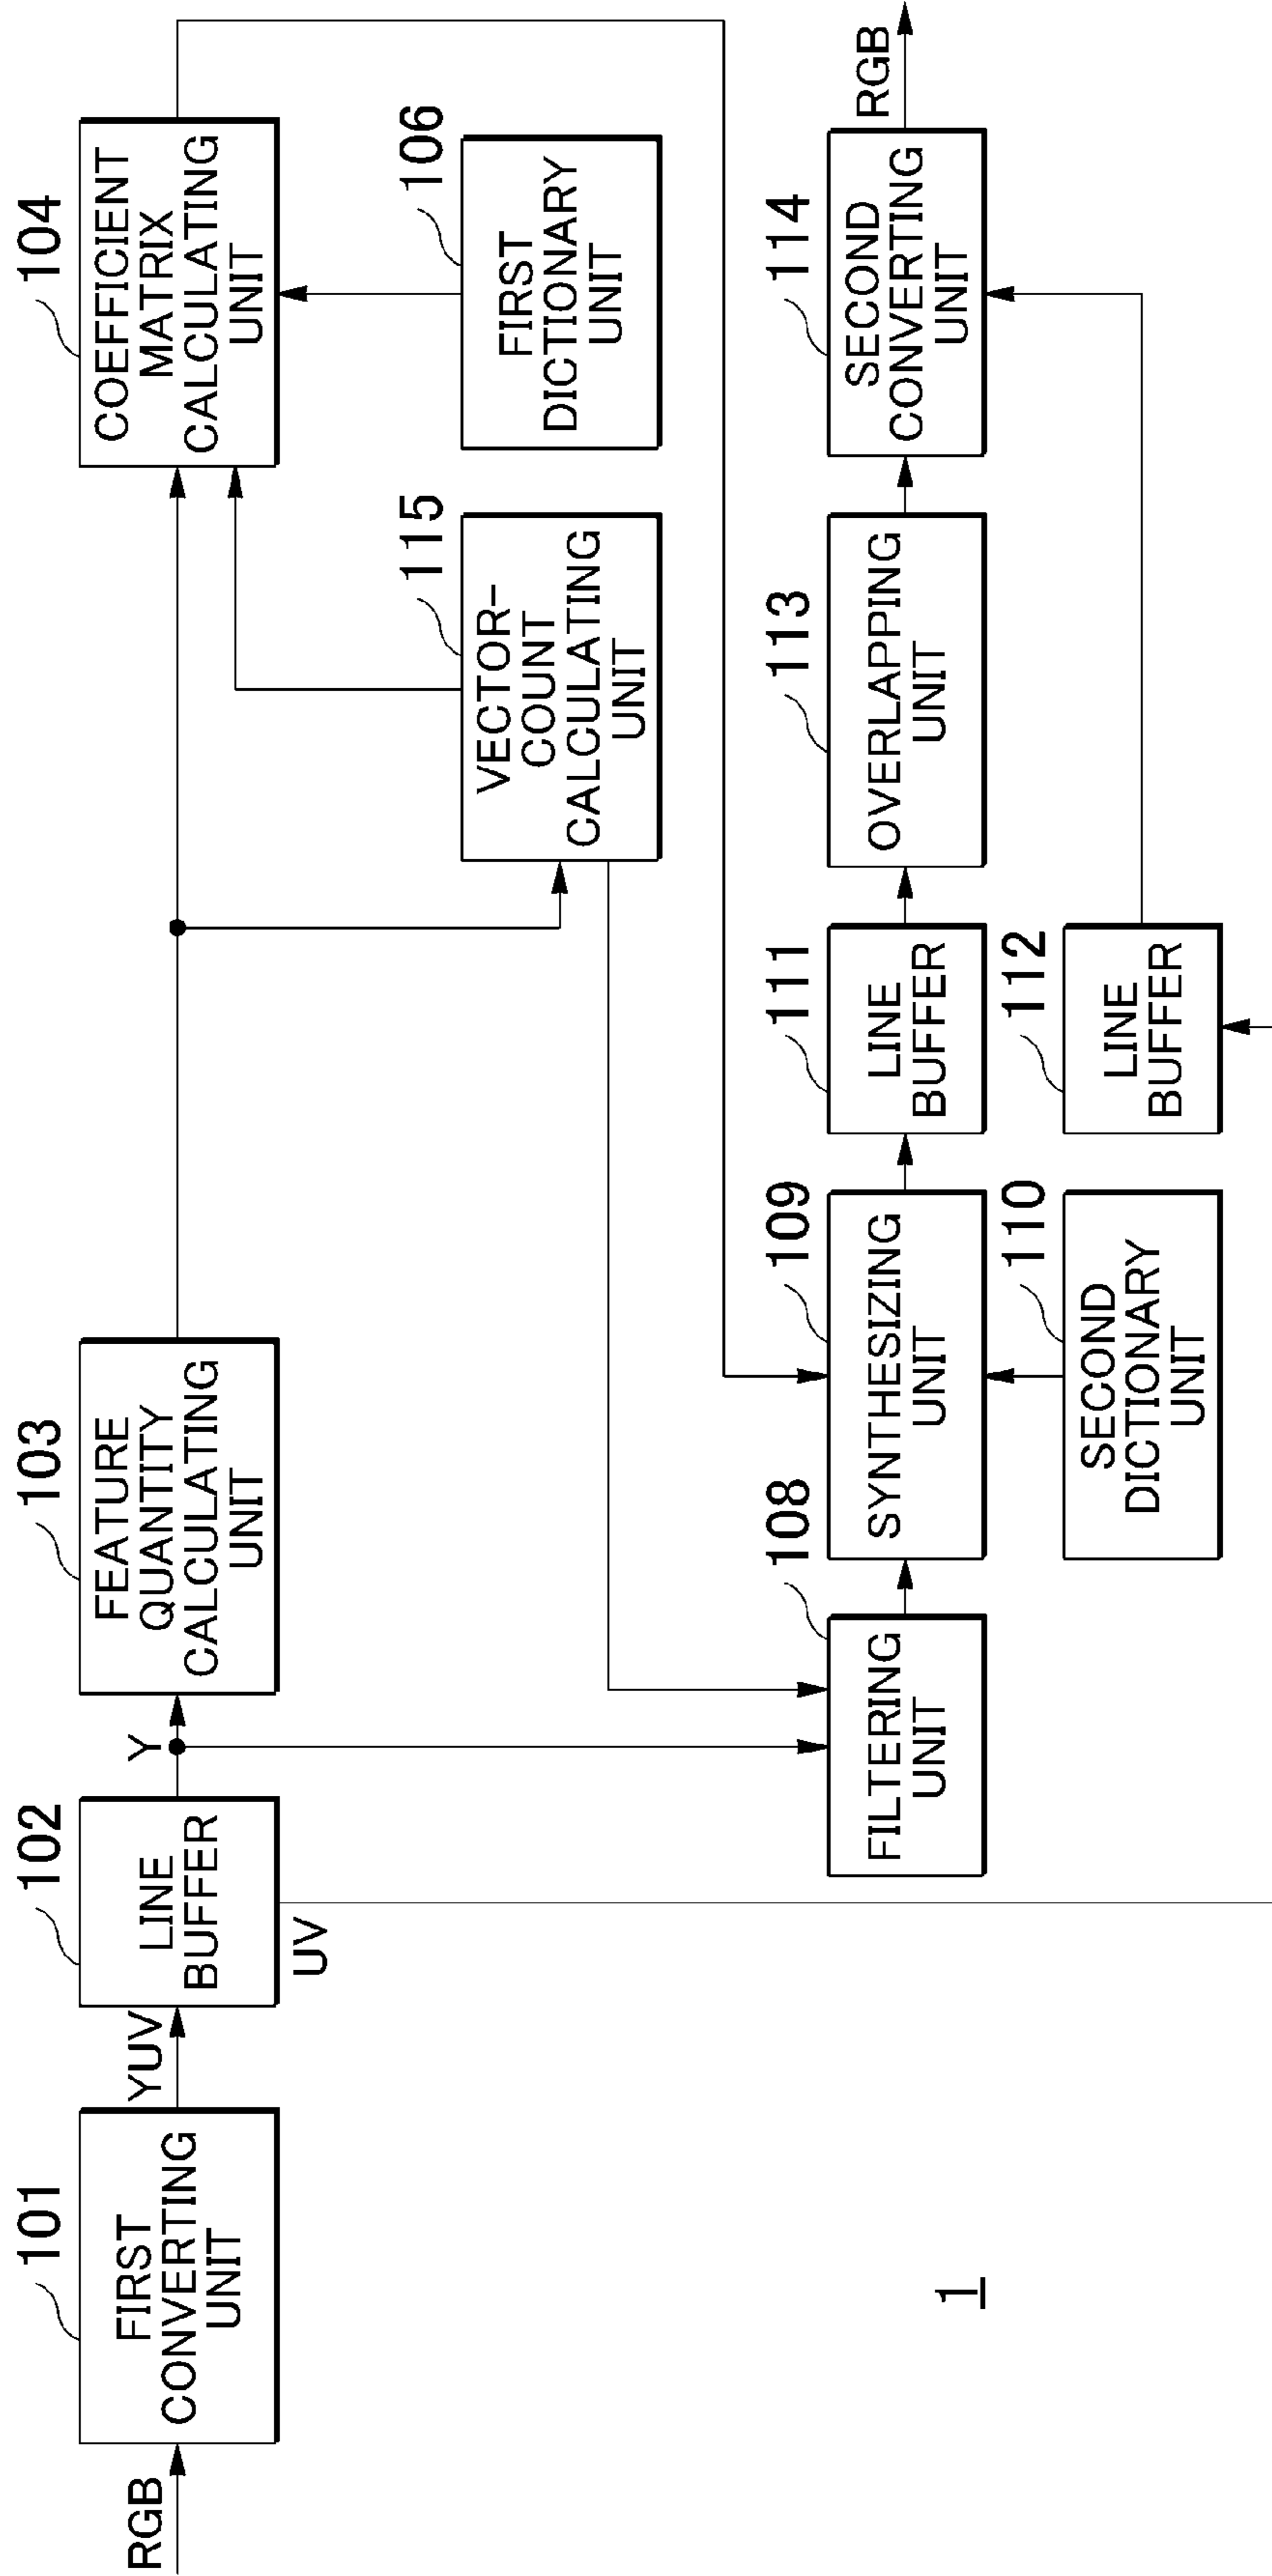 RGB
101
FIRST
CONVERTING
UNIT
YUV
102
LINE
BUFFER
UV
Y
103
FEATURE
QUANTITY
CALCULATING
UNIT
104
COEFFICIENT
MATRIX
CALCULATING
UNIT
115
VECTOR-
COUNT
CALCULATING
UNIT
106
FIRST
DICTIONARY
UNIT
108
FILTERING
UNIT
109
SYNTHESIZING
UNIT
111
LINE
BUFFER
113
OVERLAPPING
UNIT
114
SECOND
CONVERTING
UNIT
RGB
110
SECOND
DICTIONARY
UNIT
112
LINE
BUFFER
1